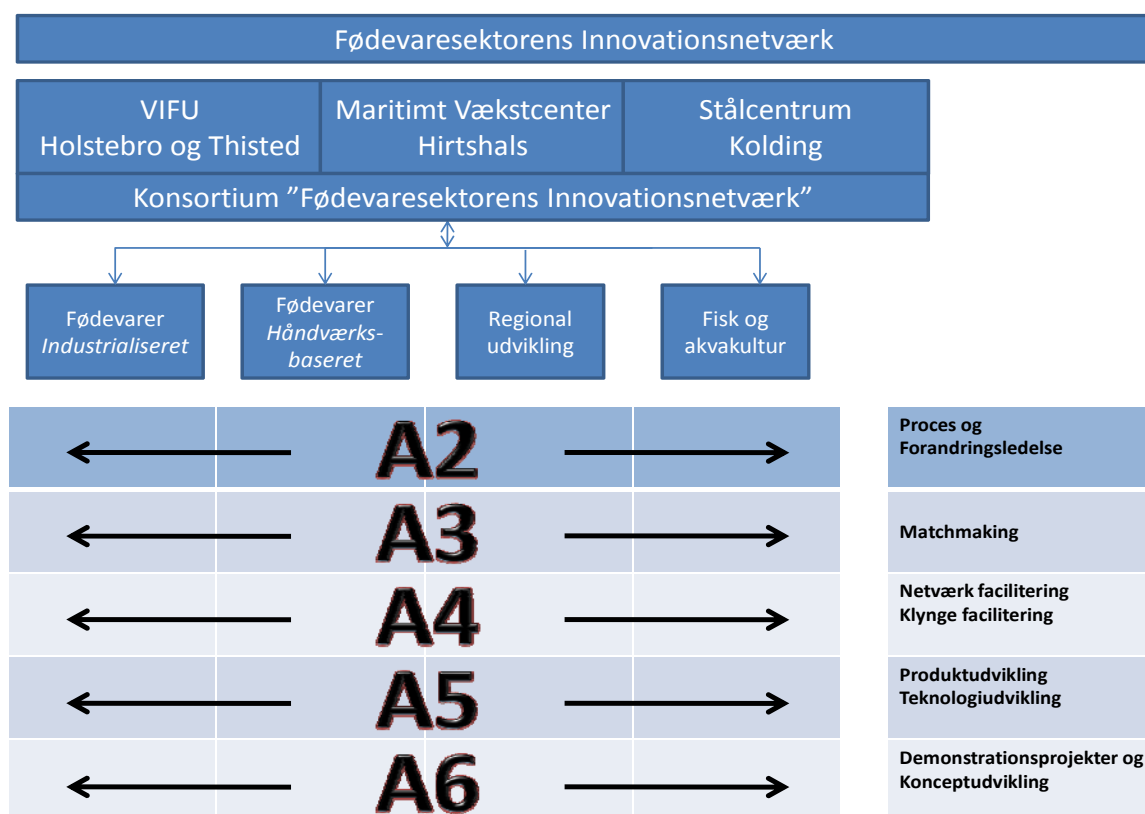 Fødevaresektorens Innovationsnetværk
VIFU
Holstebro og Thisted
Maritimt Vækstcenter
Hirtshals
Stålcentrum
Kolding
Konsortium ”Fødevaresektorens Innovationsnetværk”
Fødevarer
Industrialiseret
Fødevarer
Håndværks-
baseret
Regional
udvikling
Fisk og
akvakultur
A2
Proces og
Forandringsledelse
A3
Matchmaking
A4
Netværk facilitering
Klynge facilitering
A5
Produktudvikling
Teknologiudvikling
A6
Demonstrationsprojekter og
Konceptudvikling